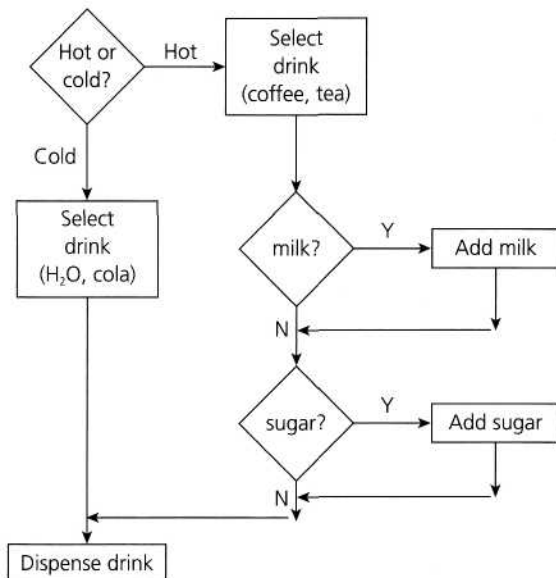 Hot or
cold?
Hot
Select
drink
(coffee, tea)
Cold
Select
drink
(H₂O, cola)
milk?
Y
Add milk
N
sugar?
Y
Add sugar
N
Dispense drink